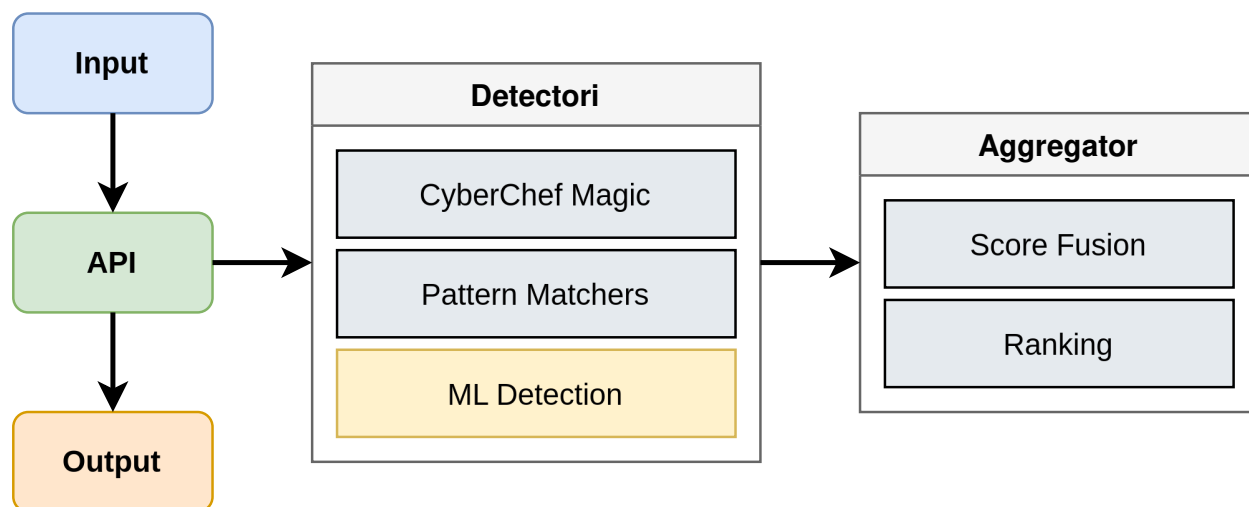 Input
API
Output
Detectori
CyberChef Magic
Pattern Matchers
ML Detection
Aggregator
Score Fusion
Ranking